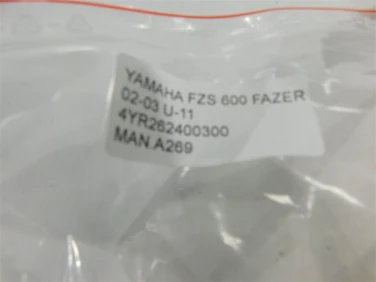 YAMAHA FZS 600 FAZER
02-03 U-11
4YR262400300
MAN.A269